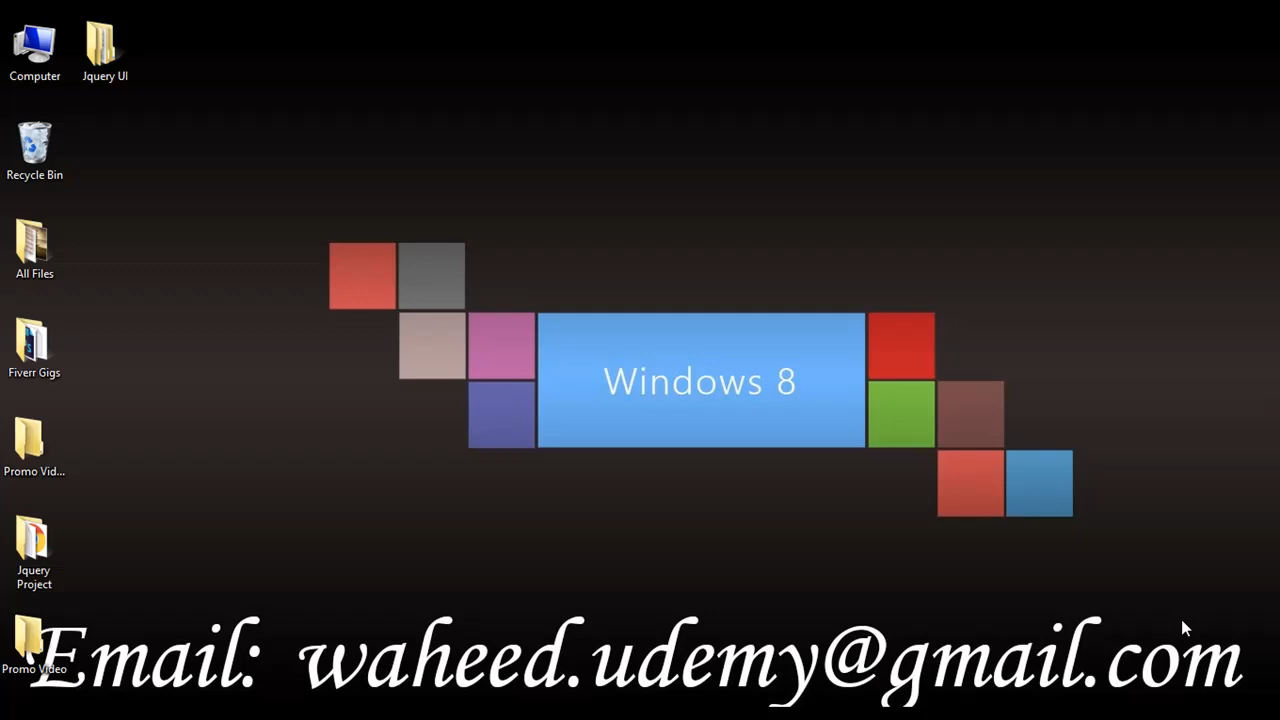 Computer
Jquery UI
Recycle Bin
All Files
Fiverr Gigs
Windows 8
Promo Vid...
Jquery
Project
Promo Video
Email: waheed.udemy@gmail.com